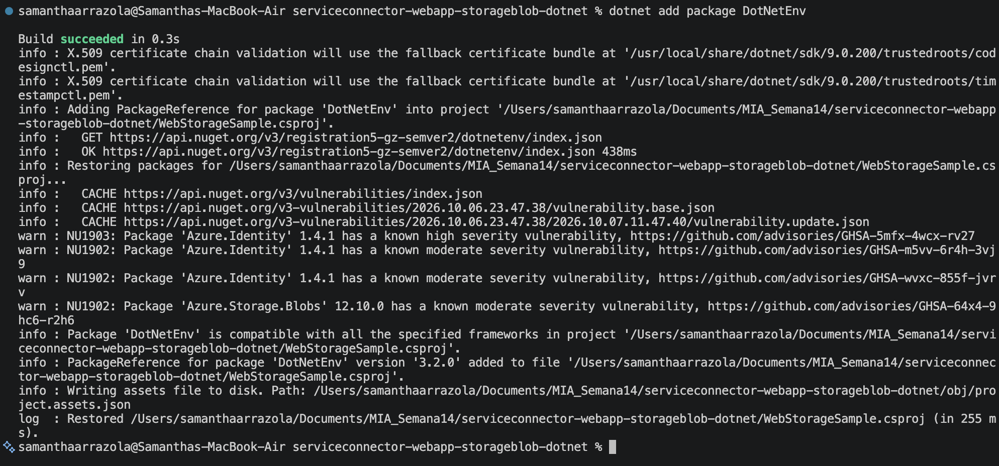 samanthaarrazola@Samanthas-MacBook-Air serviceconnector-webapp-storageblob-dotnet % dotnet add package DotNetEnv
Build succeeded in 0.3s
info : X.509 certificate chain validation will use the fallback certificate bundle at '/usr/local/share/dotnet/sdk/9.0.200/trustedroots/cod
esignctl.pem'.
info : X.509 certificate chain validation will use the fallback certificate bundle at '/usr/local/share/dotnet/sdk/9.0.200/trustedroots/tim
estampctl.pem'.
info : Adding PackageReference for package 'DotNetEnv' into project '/Users/samanthaarrazola/Documents/MIA_Semana14/serviceconnector-webapp
-storageblob-dotnet/WebStorageSample.csproj'.
info :   GET https://api.nuget.org/v3/registration5-gz-semver2/dotnetenv/index.json
info :   OK https://api.nuget.org/v3/registration5-gz-semver2/dotnetenv/index.json 438ms
info : Restoring packages for /Users/samanthaarrazola/Documents/MIA_Semana14/serviceconnector-webapp-storageblob-dotnet/WebStorageSample.cs
proj...
info :   CACHE https://api.nuget.org/v3/vulnerabilities/index.json
info :   CACHE https://api.nuget.org/v3-vulnerabilities/2026.10.06.23.47.38/vulnerability.base.json
info :   CACHE https://api.nuget.org/v3-vulnerabilities/2026.10.06.23.47.38/2026.10.07.11.47.40/vulnerability.update.json
warn : NU1903: Package 'Azure.Identity' 1.4.1 has a known high severity vulnerability, https://github.com/advisories/GHSA-5mfx-4wcx-rv27
warn : NU1902: Package 'Azure.Identity' 1.4.1 has a known moderate severity vulnerability, https://github.com/advisories/GHSA-m5vv-6r4h-3vj
9
warn : NU1902: Package 'Azure.Identity' 1.4.1 has a known moderate severity vulnerability, https://github.com/advisories/GHSA-wvxc-855f-jvr
v
warn : NU1902: Package 'Azure.Storage.Blobs' 12.10.0 has a known moderate severity vulnerability, https://github.com/advisories/GHSA-64x4-9
hc6-r2h6
info : Package 'DotNetEnv' is compatible with all the specified frameworks in project '/Users/samanthaarrazola/Documents/MIA_Semana14/servi
ceconnector-webapp-storageblob-dotnet/WebStorageSample.csproj'.
info : PackageReference for package 'DotNetEnv' version '3.2.0' added to file '/Users/samanthaarrazola/Documents/MIA_Semana14/serviceconnec
tor-webapp-storageblob-dotnet/WebStorageSample.csproj'.
info : Writing assets file to disk. Path: /Users/samanthaarrazola/Documents/MIA_Semana14/serviceconnector-webapp-storageblob-dotnet/obj/pro
ject.assets.json
log  : Restored /Users/samanthaarrazola/Documents/MIA_Semana14/serviceconnector-webapp-storageblob-dotnet/WebStorageSample.csproj (in 255 m
s).
samanthaarrazola@Samanthas-MacBook-Air serviceconnector-webapp-storageblob-dotnet %